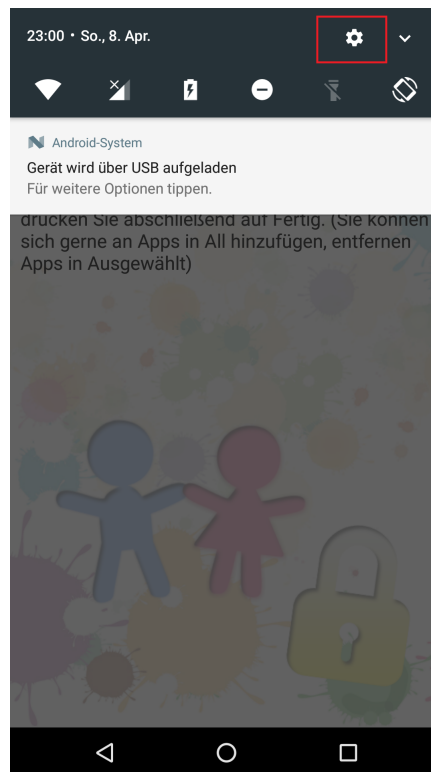 23:00 • So., 8. Apr.
Android-System
Gerät wird über USB aufgeladen
Für weitere Optionen tippen.
drücken Sie abschließend auf Fertig. (Sie können
sich gerne an Apps in All hinzufügen, entfernen
Apps in Ausgewählt)